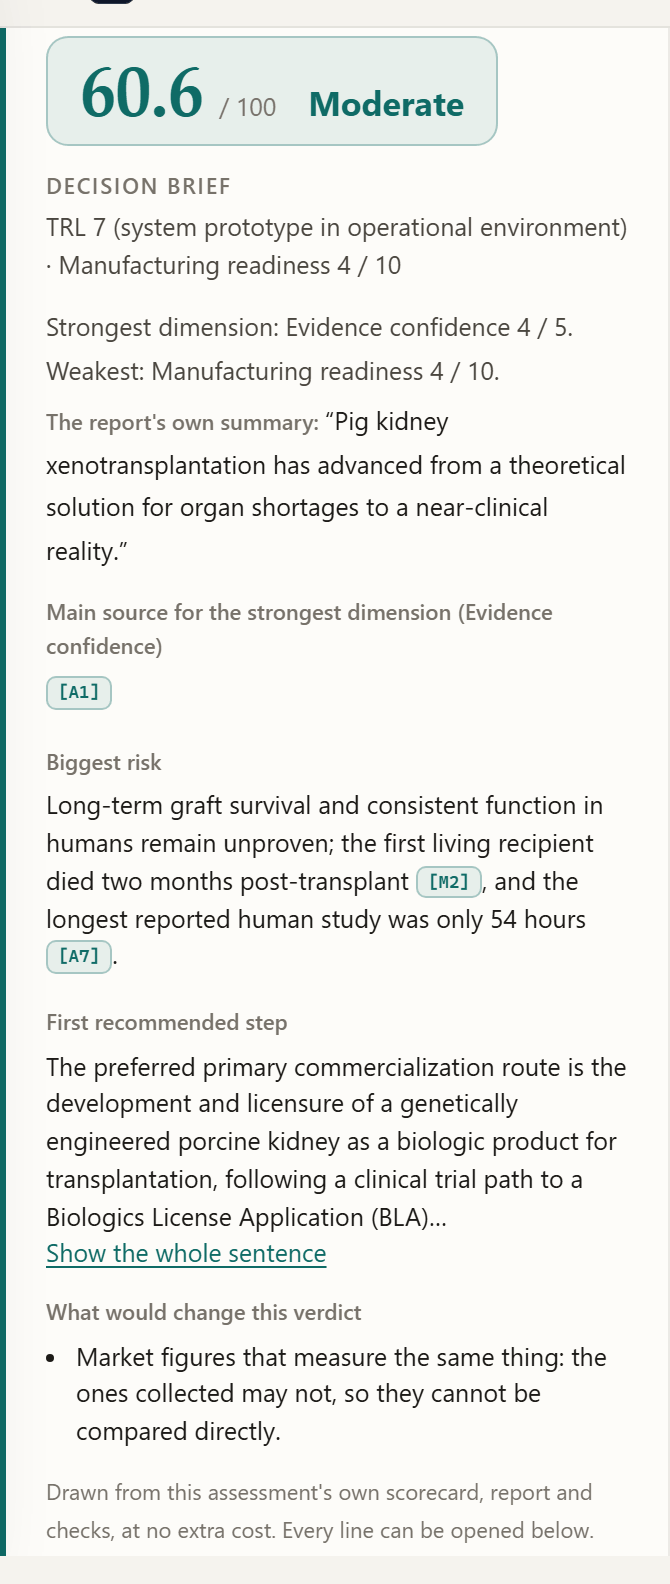 60.6 / 100 Moderate
DECISION BRIEF
TRL 7 (system prototype in operational environment)
· Manufacturing readiness 4 / 10
Strongest dimension: Evidence confidence 4 / 5.
Weakest: Manufacturing readiness 4 / 10.
The report's own summary: “Pig kidney
xenotransplantation has advanced from a theoretical
solution for organ shortages to a near-clinical
reality.”
Main source for the strongest dimension (Evidence
confidence)
[A1]
Biggest risk
Long-term graft survival and consistent function in
humans remain unproven; the first living recipient
died two months post-transplant [M2], and the
longest reported human study was only 54 hours
[A7].
First recommended step
The preferred primary commercialization route is the
development and licensure of a genetically
engineered porcine kidney as a biologic product for
transplantation, following a clinical trial path to a
Biologics License Application (BLA)...
Show the whole sentence
What would change this verdict
• Market figures that measure the same thing: the
ones collected may not, so they cannot be
compared directly.
Drawn from this assessment's own scorecard, report and
checks, at no extra cost. Every line can be opened below.